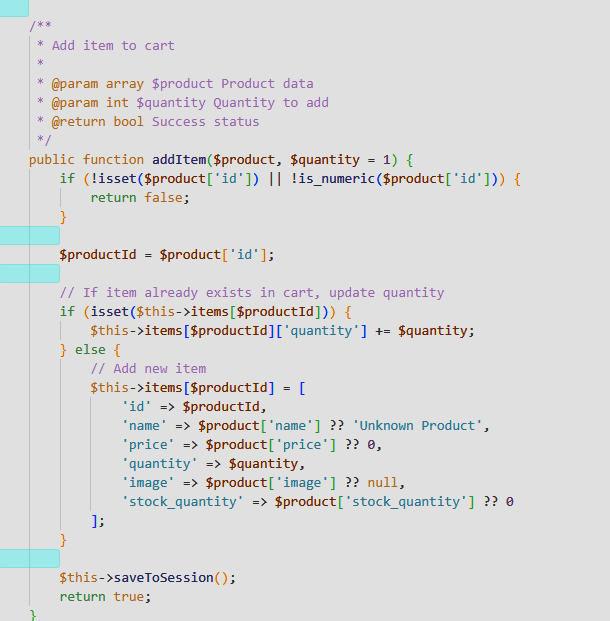 /**
 * Add item to cart
 *
 * @param array $product Product data
 * @param int $quantity Quantity to add
 * @return bool Success status
 */
public function addItem($product, $quantity = 1) {
    if (!isset($product['id']) || !is_numeric($product['id'])) {
        return false;
    }

    $productId = $product['id'];

    // If item already exists in cart, update quantity
    if (isset($this->items[$productId])) {
        $this->items[$productId]['quantity'] += $quantity;
    } else {
        // Add new item
        $this->items[$productId] = [
            'id' => $productId,
            'name' => $product['name'] ?? 'Unknown Product',
            'price' => $product['price'] ?? 0,
            'quantity' => $quantity,
            'image' => $product['image'] ?? null,
            'stock_quantity' => $product['stock_quantity'] ?? 0
        ];
    }

    $this->saveToSession();
    return true;
}